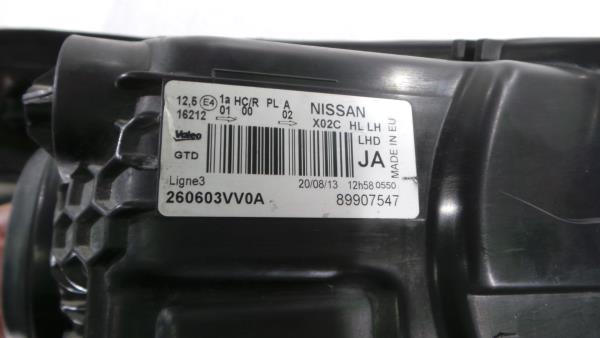 12,5 E4 1a HC/R PL A NISSAN
16212 01 00 02 X02C HL LH
Valeo LHD
GTD JA
MADE IN EU
Ligne3 20/08/13 12h58 0550
260603VV0A 89907547